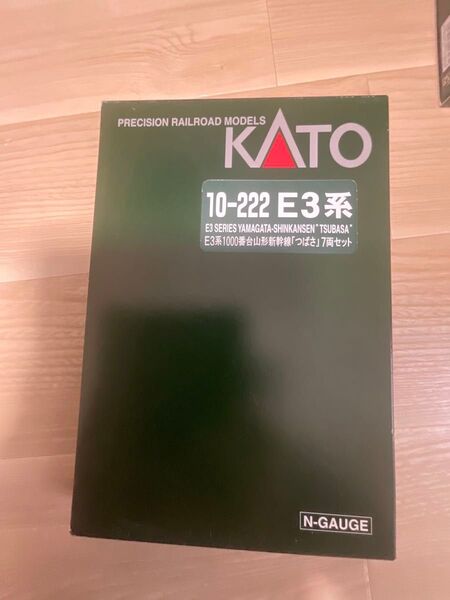 PRECISION RAILROAD MODELS
KATO
10-222 E3系
E3 SERIES YAMAGATA-SHINKANSEN "TSUBASA"
E3系1000番台山形新幹線「つばさ」7両セット
N-GAUGE